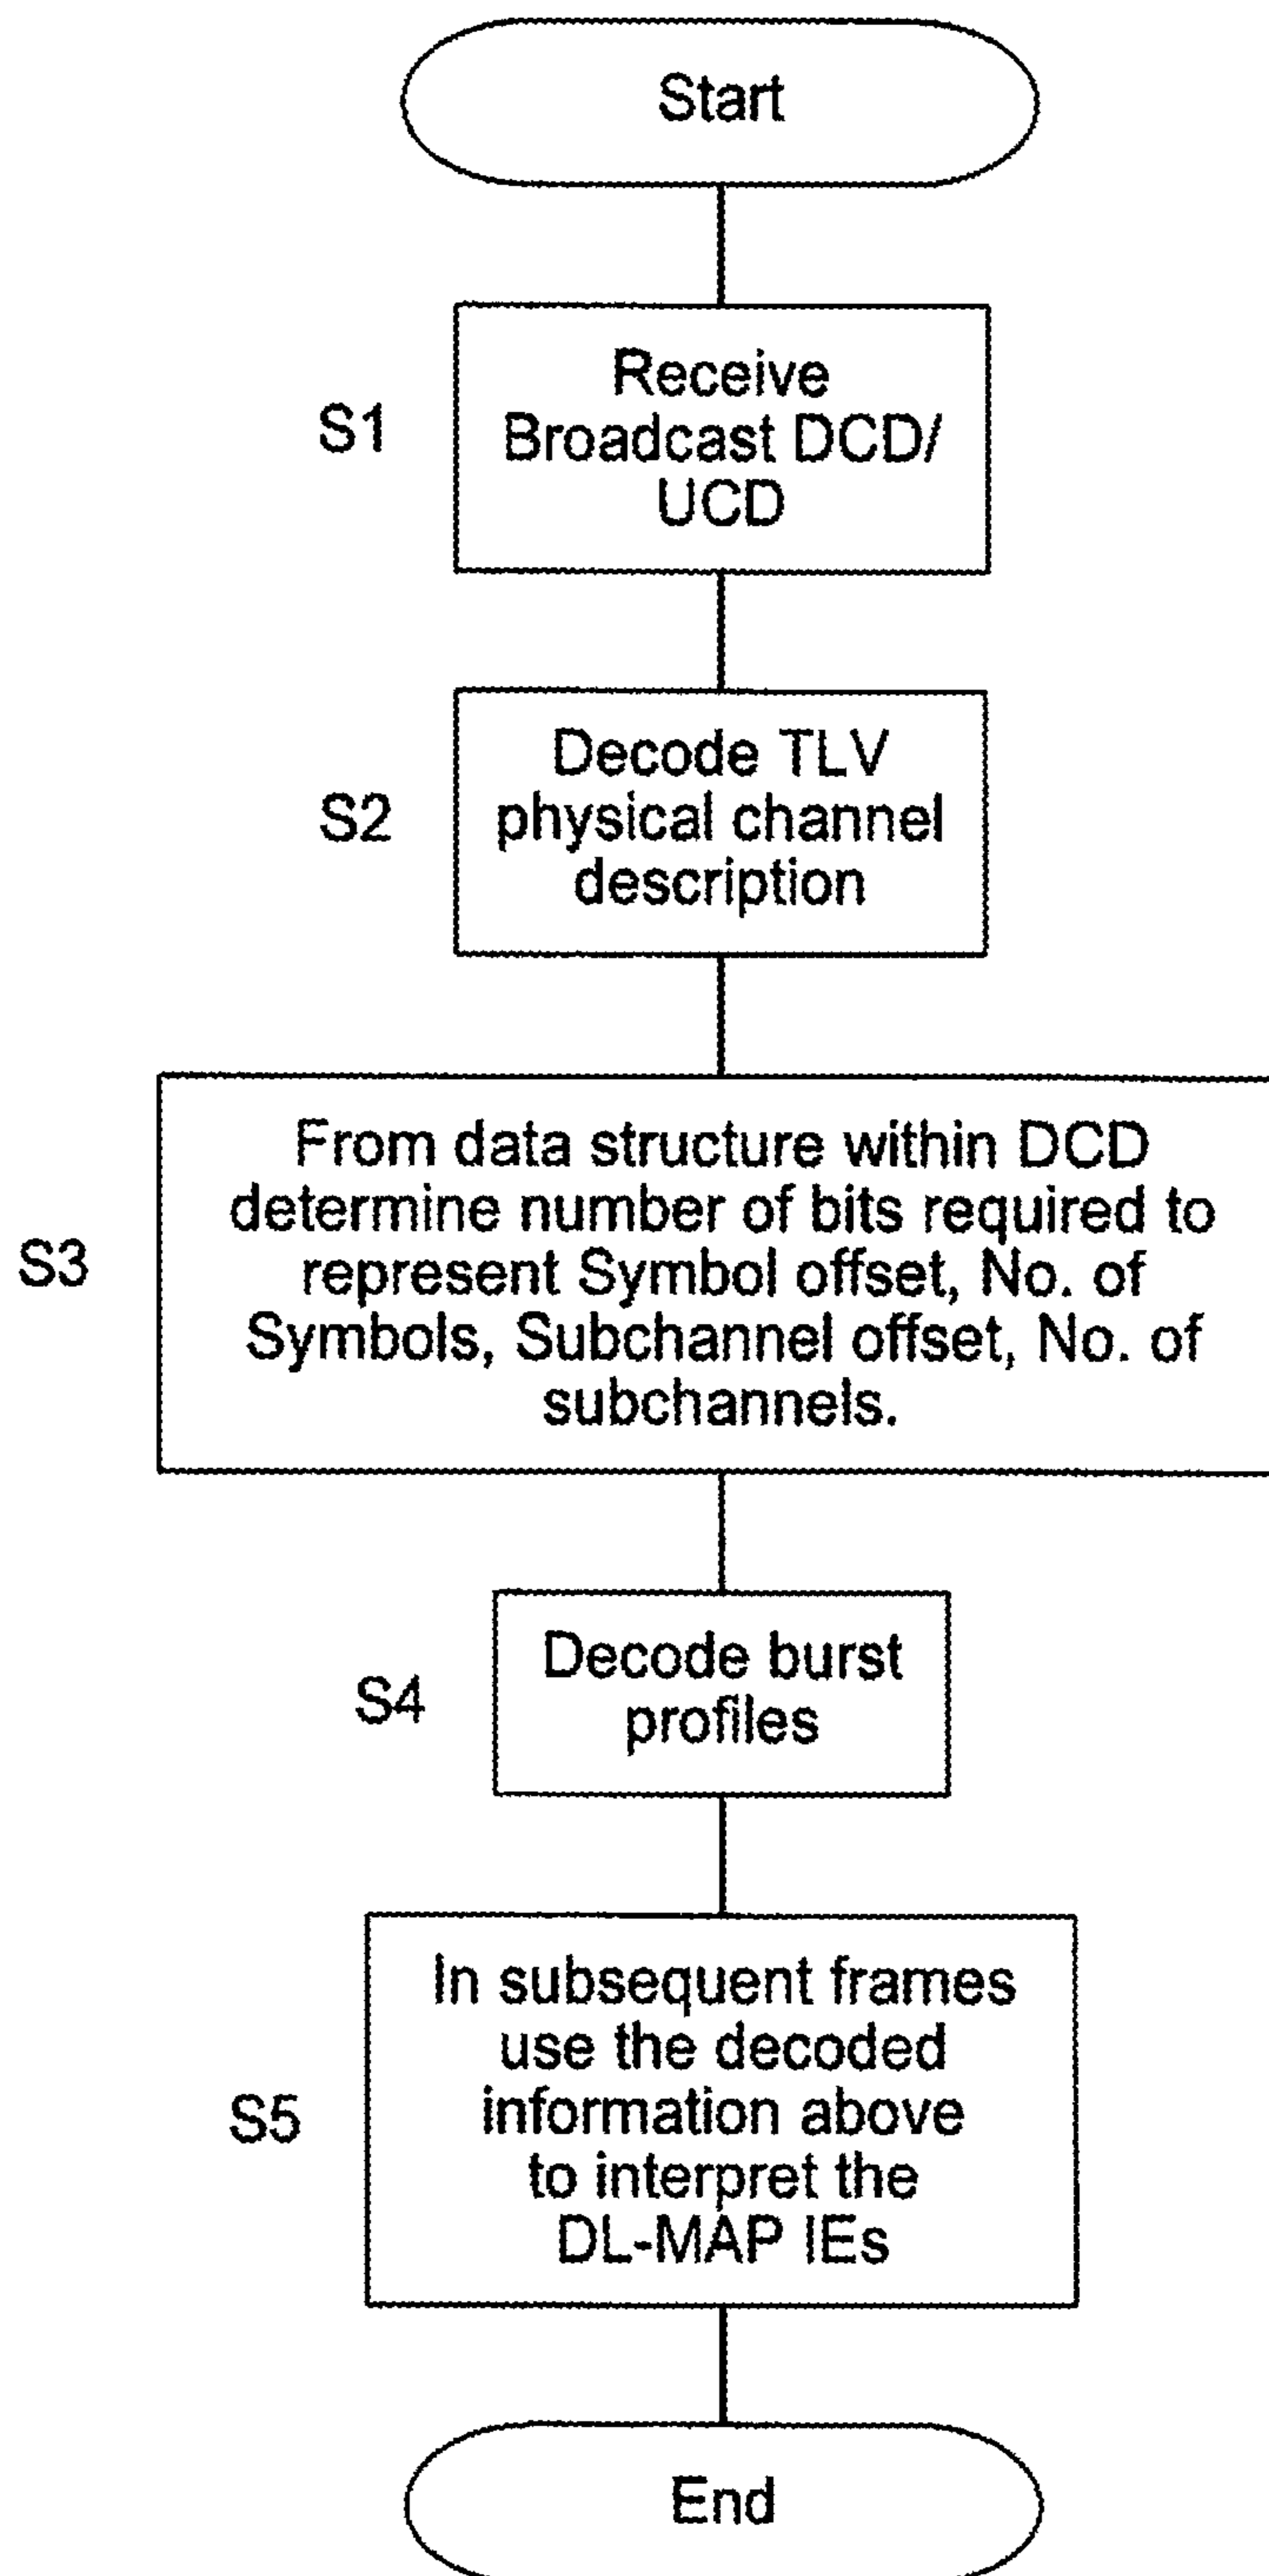 Start
S1
Receive
Broadcast DCD/
UCD
S2
Decode TLV
physical channel
description
S3
From data structure within DCD
determine number of bits required to
represent Symbol offset, No. of
Symbols, Subchannel offset, No. of
subchannels.
S4
Decode burst
profiles
S5
In subsequent frames
use the decoded
information above
to interpret the
DL-MAP IEs
End